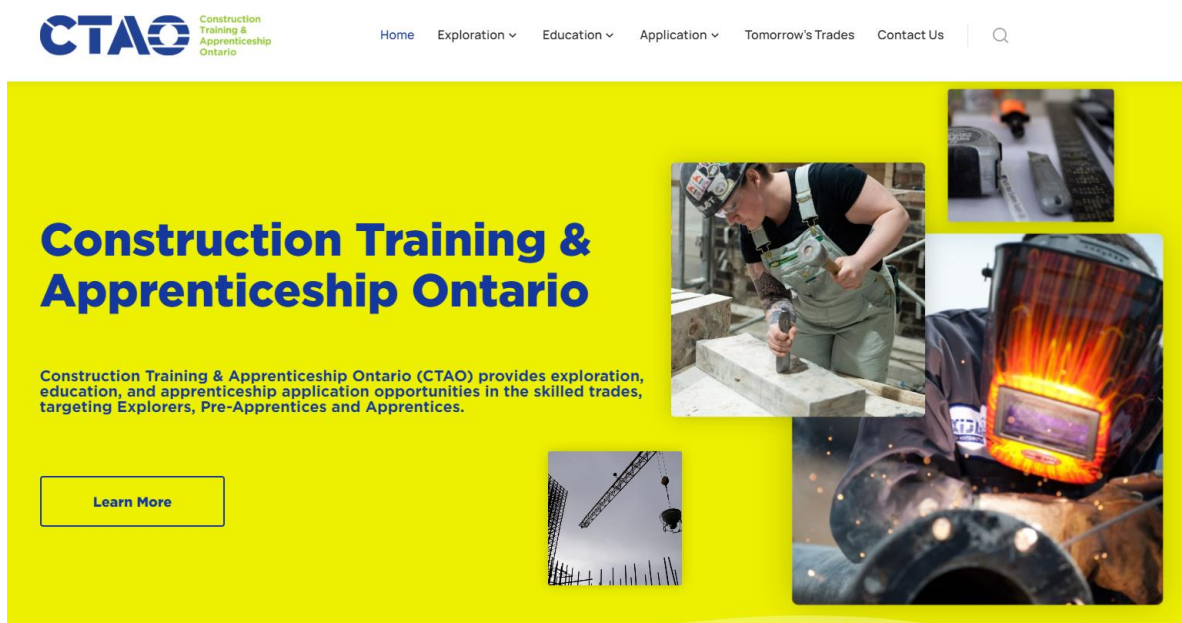 CTAO
Construction
Training &
Apprenticeship
Ontario
Home Exploration Education Application Tomorrow's Trades Contact Us
Construction Training &
Apprenticeship Ontario
Construction Training & Apprenticeship Ontario (CTAO) provides exploration,
education, and apprenticeship application opportunities in the skilled trades,
targeting Explorers, Pre-Apprentices and Apprentices.
Learn More